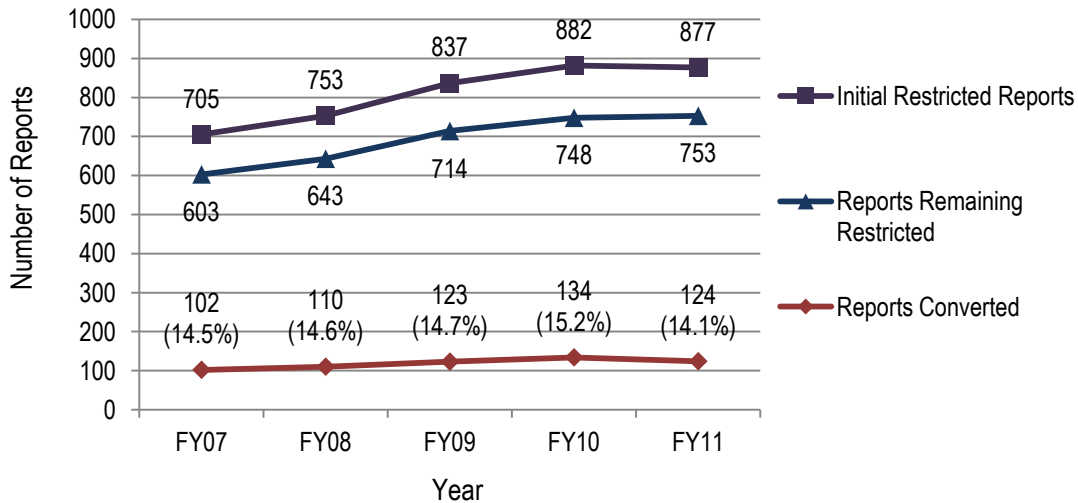 1000
900
800
700
600
500
400
300
200
100
0
Number of Reports
705
753
837
882
877
603
643
714
748
753
102
(14.5%)
110
(14.6%)
123
(14.7%)
134
(15.2%)
124
(14.1%)
FY07
FY08
FY09
FY10
FY11
Year
Initial Restricted Reports
Reports Remaining
Restricted
Reports Converted